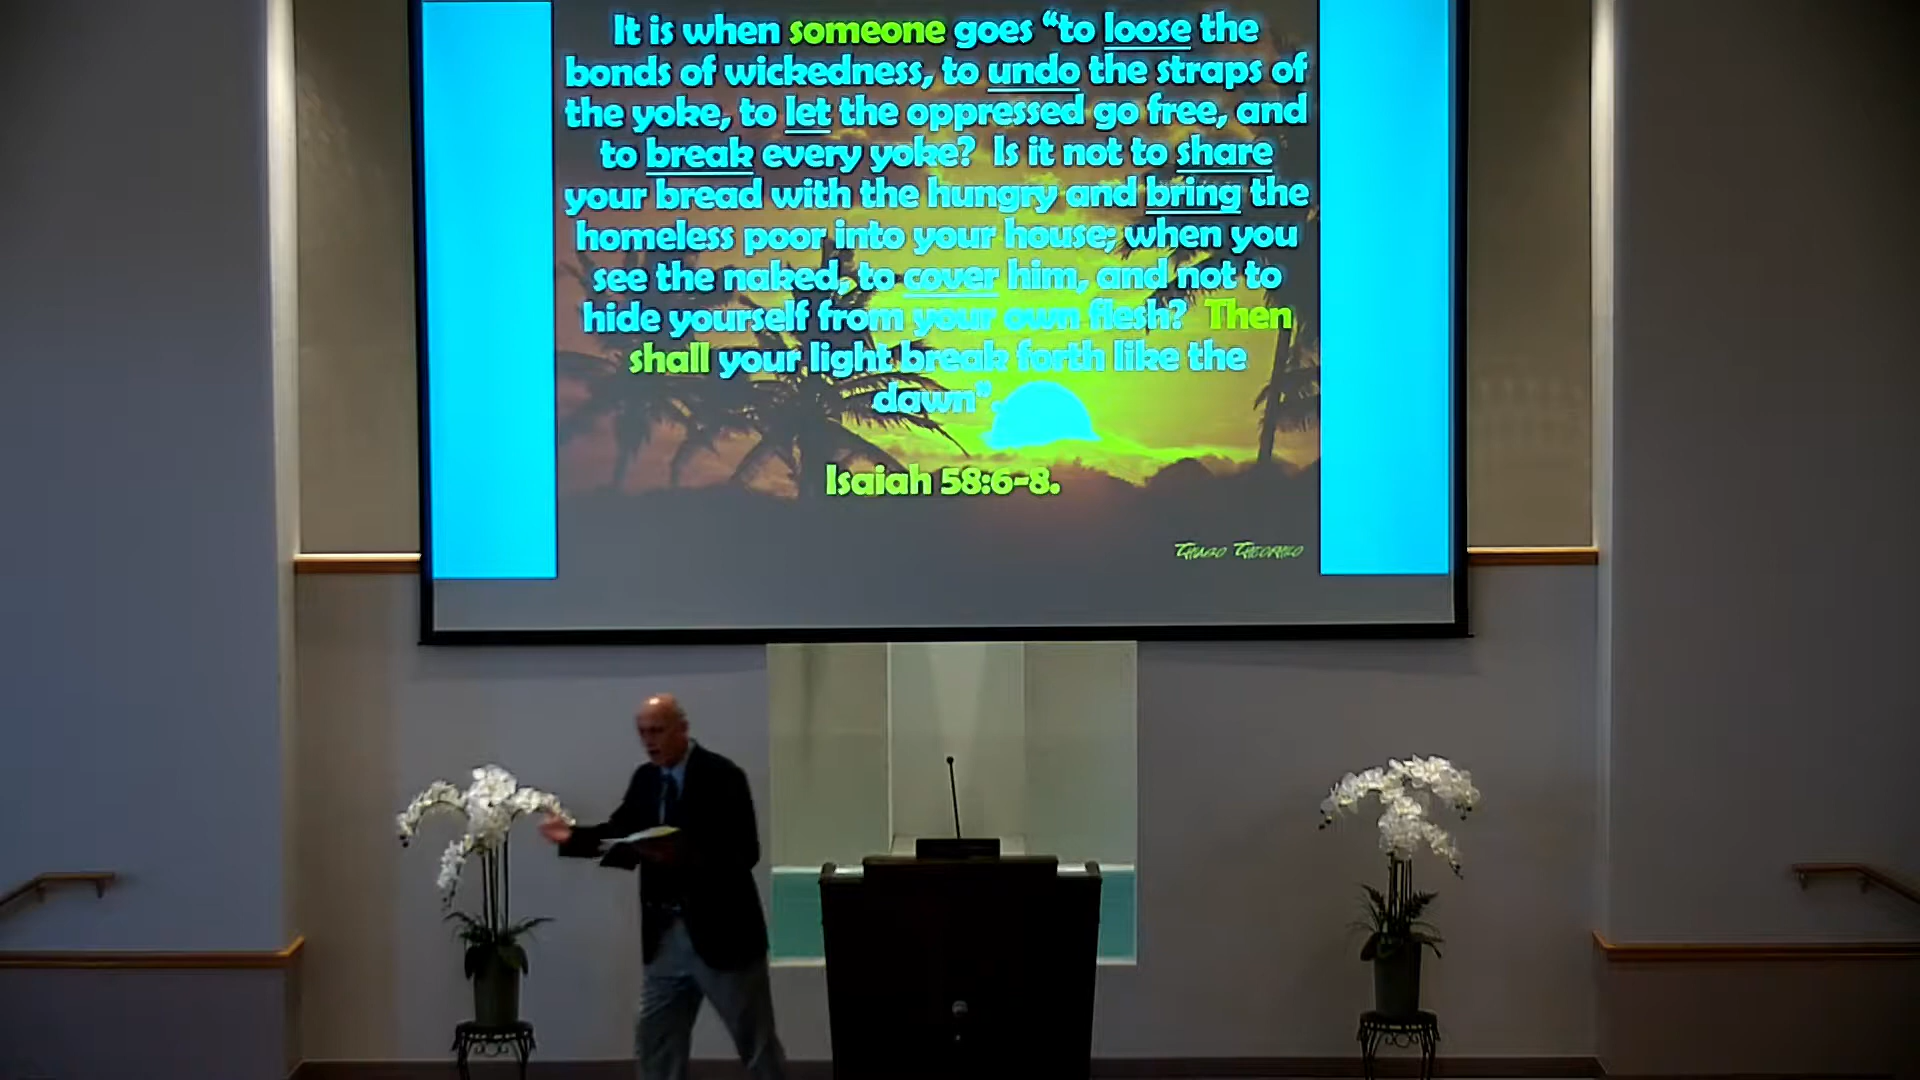 It is when someone goes “to loose the
bonds of wickedness, to undo the straps of
the yoke, to let the oppressed go free, and
to break every yoke? Is it not to share
your bread with the hungry and bring the
homeless poor into your house; when you
see the naked, to cover him, and not to
hide yourself from your own flesh? Then
shall your light break forth like the
dawn”.
Isaiah 58:6-8.
Thiago Theophilo